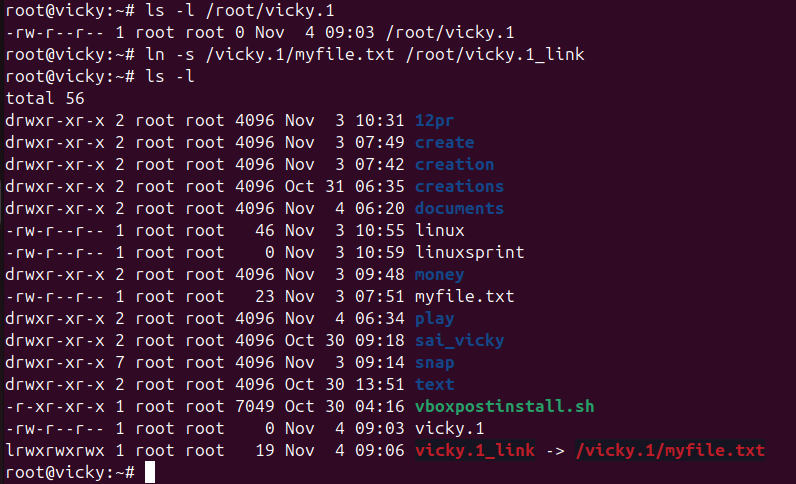 root@vicky:~# ls -l /root/vicky.1
-rw-r--r-- 1 root root 0 Nov  4 09:03 /root/vicky.1
root@vicky:~# ln -s /vicky.1/myfile.txt /root/vicky.1_link
root@vicky:~# ls -l
total 56
drwxr-xr-x 2 root root 4096 Nov  3 10:31 12pr
drwxr-xr-x 2 root root 4096 Nov  3 07:49 create
drwxr-xr-x 2 root root 4096 Nov  3 07:42 creation
drwxr-xr-x 2 root root 4096 Oct 31 06:35 creations
drwxr-xr-x 2 root root 4096 Nov  4 06:20 documents
-rw-r--r-- 1 root root   46 Nov  3 10:55 linux
-rw-r--r-- 1 root root    0 Nov  3 10:59 linuxsprint
drwxr-xr-x 2 root root 4096 Nov  3 09:48 money
-rw-r--r-- 1 root root   23 Nov  3 07:51 myfile.txt
drwxr-xr-x 2 root root 4096 Nov  4 06:34 play
drwxr-xr-x 2 root root 4096 Oct 30 09:18 sai_vicky
drwxr-xr-x 7 root root 4096 Nov  3 09:14 snap
drwxr-xr-x 2 root root 4096 Oct 30 13:51 text
-r-xr-xr-x 1 root root 7049 Oct 30 04:16 vboxpostinstall.sh
-rw-r--r-- 1 root root    0 Nov  4 09:03 vicky.1
lrwxrwxrwx 1 root root   19 Nov  4 09:06 vicky.1_link -> /vicky.1/myfile.txt
root@vicky:~#